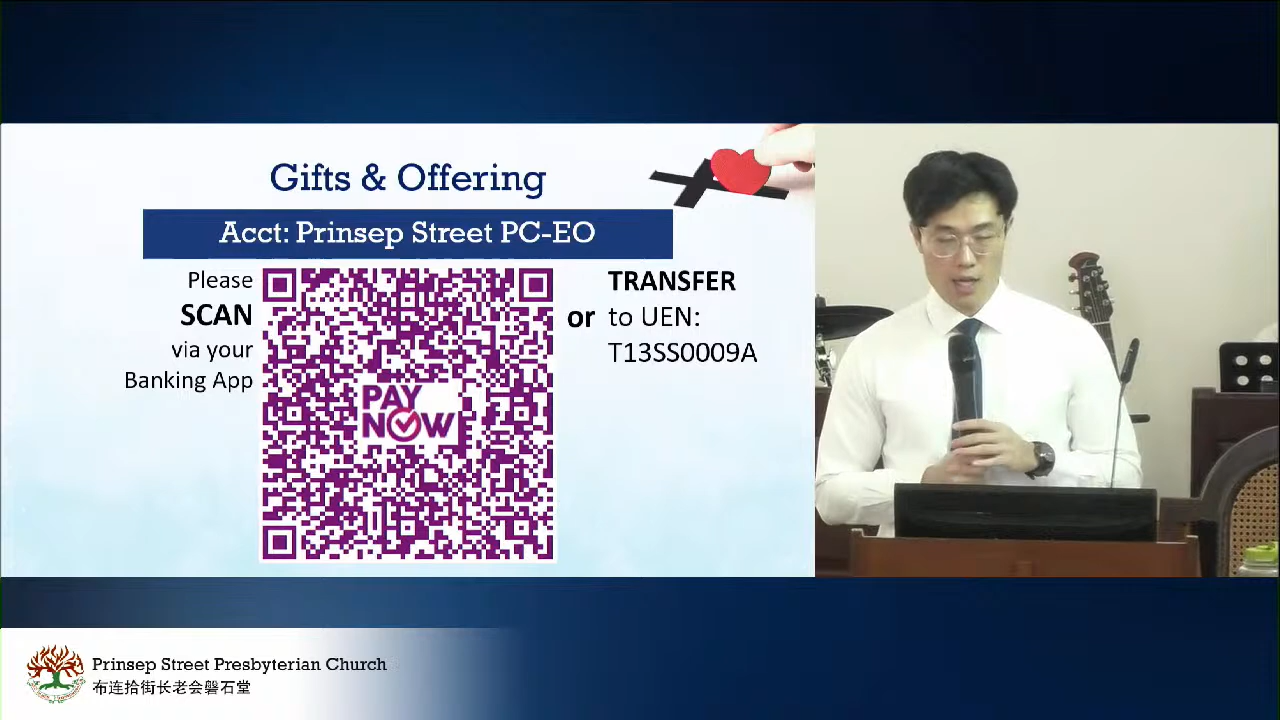 Gifts & Offering
Acct: Prinsep Street PC-EO
Please
SCAN
via your
Banking App
PAY
NOW
or
TRANSFER
to UEN:
T13SS0009A
Prinsep Street Presbyterian Church
布连拾街长老会磐石堂